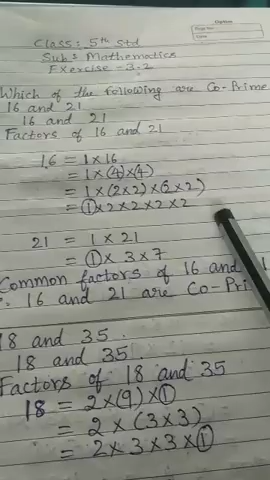 Class: 5th Std
Sub: Mathematics
Exercise - 3.2
Which of the following are Co-Prime
16 and 21
16 and 21
Factors of 16 and 21
16 = 1 × 16
= 1 × (4) × (4)
= 1 × (2×2) × (2×2)
= ① × 2 × 2 × 2 × 2
21 = 1 × 21
= ① × 3 × 7
Common factors of 16 and
∴ 16 and 21 are Co-Pri
18 and 35.
18 and 35.
Factors of 18 and 35
18 = 2 × (9) × ①
= 2 × (3 × 3)
= 2 × 3 × 3 × ①